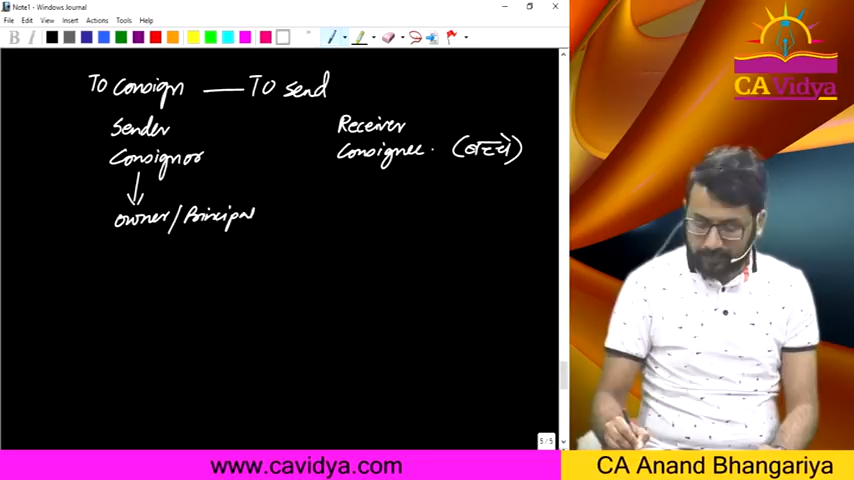 Note1 - Windows Journal
File Edit View Insert Actions Tools Help
B I
CA Vidya
To Consign — To send
Sender Receiver
Consignor Consignee.
owner/Principal
5 / 5
www.cavidya.com
CA Anand Bhangariya